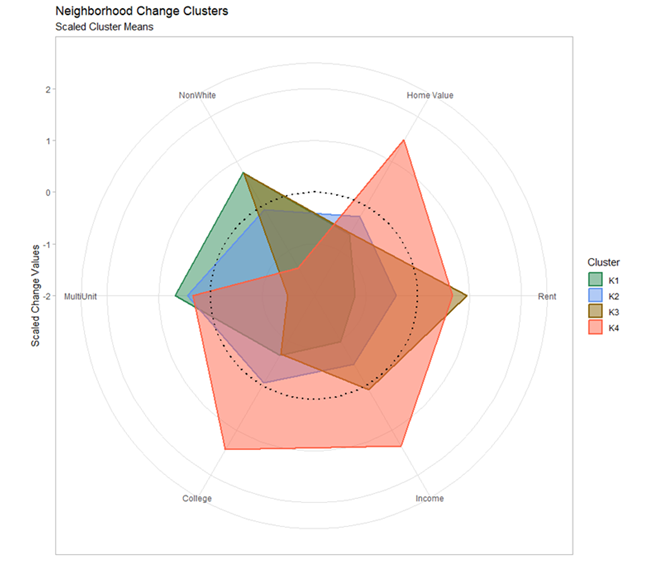 Neighborhood Change Clusters
Scaled Cluster Means
NonWhite
Home Value
MultiUnit
Rent
College
Income
2
1
0
-1
-2
Scaled Change Values
Cluster
K1
K2
K3
K4